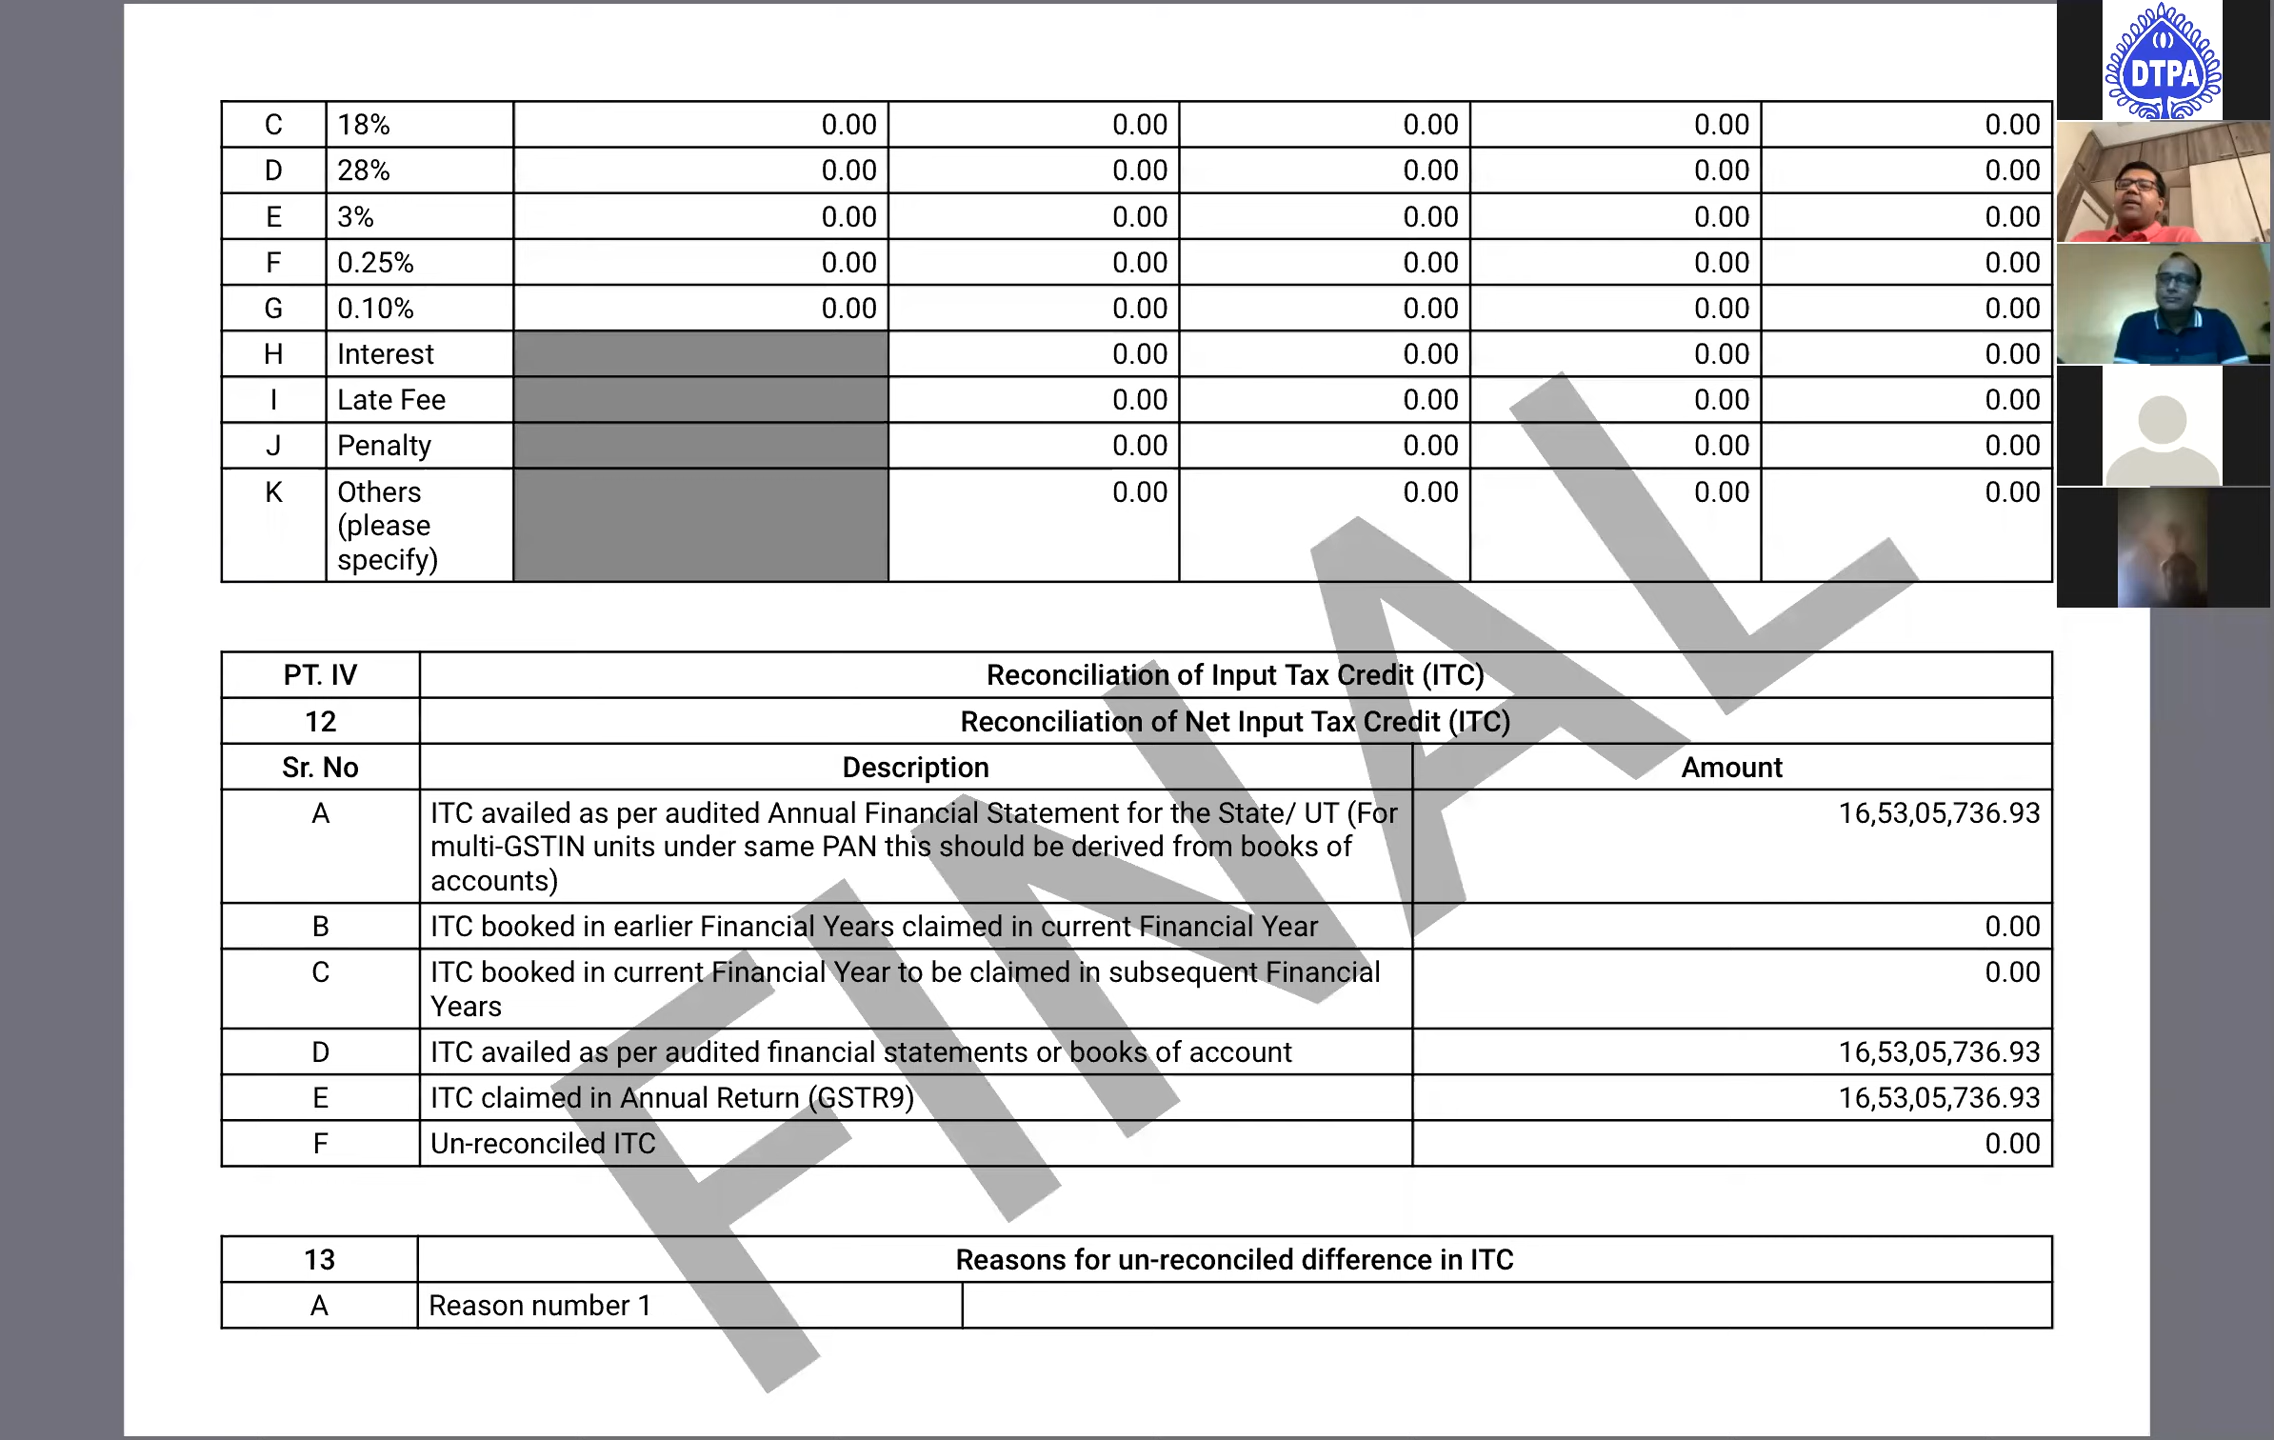 DTPA
C 18% 0.00 0.00 0.00 0.00 0.00
D 28% 0.00 0.00 0.00 0.00 0.00
E 3% 0.00 0.00 0.00 0.00 0.00
F 0.25% 0.00 0.00 0.00 0.00 0.00
G 0.10% 0.00 0.00 0.00 0.00 0.00
H Interest 0.00 0.00 0.00 0.00
I Late Fee 0.00 0.00 0.00 0.00
J Penalty 0.00 0.00 0.00 0.00
K Others 0.00 0.00 0.00 0.00
(please
specify)
PT. IV Reconciliation of Input Tax Credit (ITC)
12 Reconciliation of Net Input Tax Credit (ITC)
Sr. No Description Amount
A ITC availed as per audited Annual Financial Statement for the State/ UT (For 16,53,05,736.93
multi-GSTIN units under same PAN this should be derived from books of
accounts)
B ITC booked in earlier Financial Years claimed in current Financial Year 0.00
C ITC booked in current Financial Year to be claimed in subsequent Financial 0.00
Years
D ITC availed as per audited financial statements or books of account 16,53,05,736.93
E ITC claimed in Annual Return (GSTR9) 16,53,05,736.93
F Un-reconciled ITC 0.00
13 Reasons for un-reconciled difference in ITC
A Reason number 1
FINAL